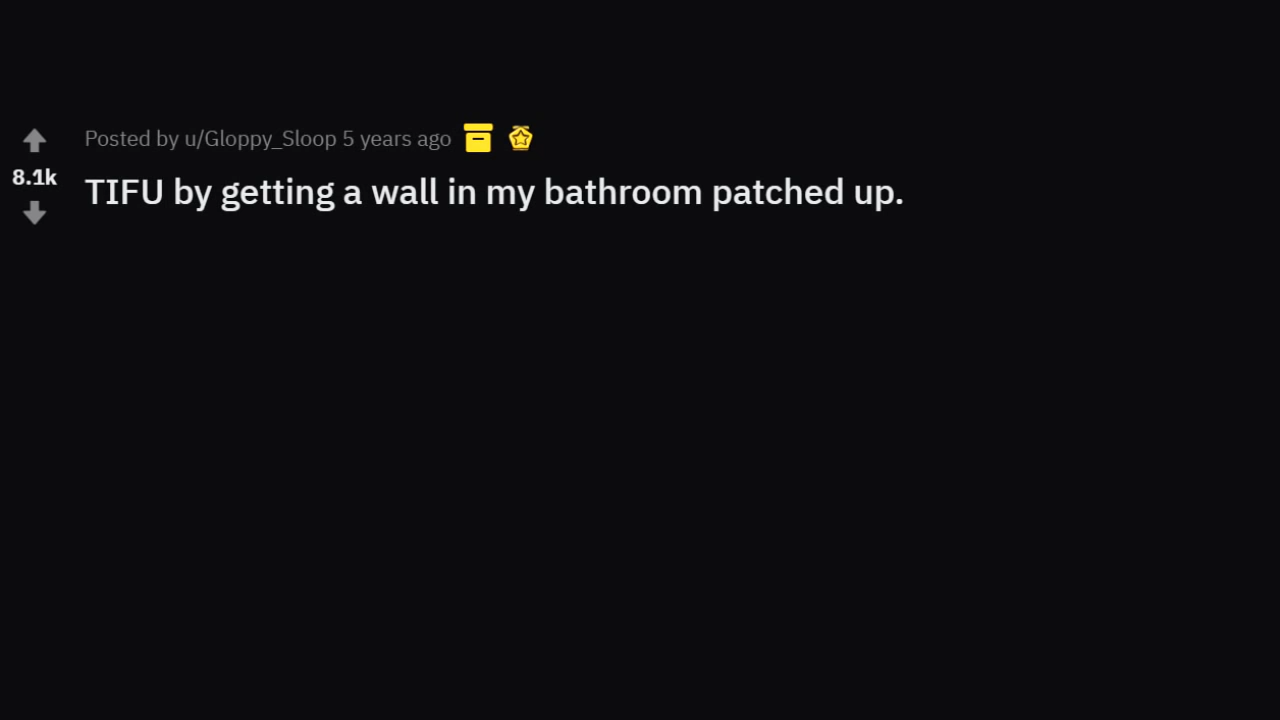 Posted by u/Gloppy_Sloop 5 years ago
8.1k
TIFU by getting a wall in my bathroom patched up.